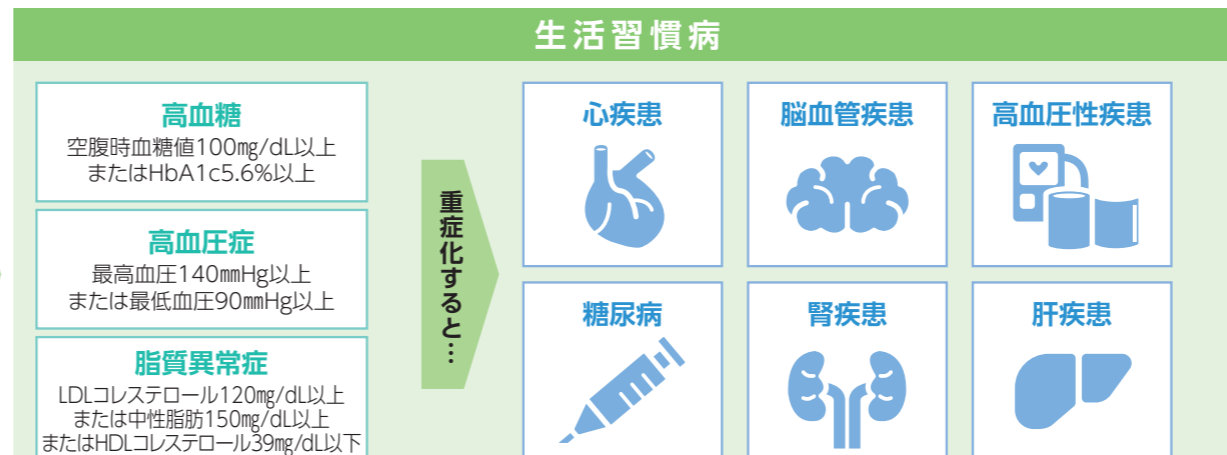 生活習慣病
高血糖
空腹時血糖値100㎎/dL以上
またはHbA1c5.6%以上
高血圧症
最高血圧140㎜Hg以上
または最低血圧90㎜Hg以上
脂質異常症
LDLコレステロール120㎎/dL以上
または中性脂肪150㎎/dL以上
またはHDLコレステロール39㎎/dL以下
重症化すると…
心疾患
脳血管疾患
高血圧性疾患
糖尿病
腎疾患
肝疾患